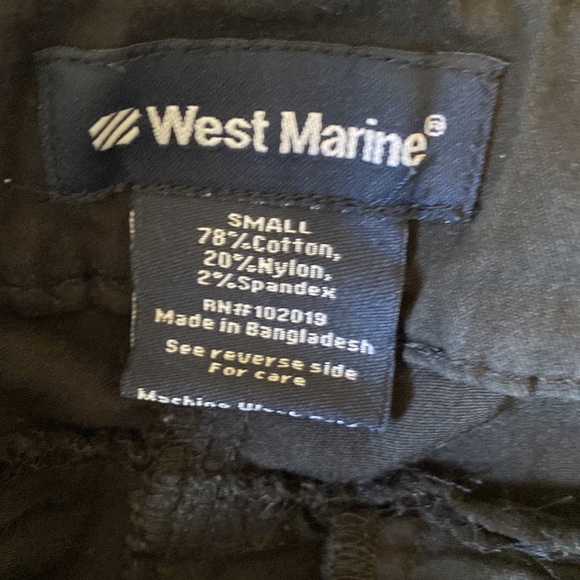 West Marine®
SMALL
78%Cotton,
20%Nylon,
2%Spandex
RN#102019
Made in Bangladesh
See reverse side
For care
Machine